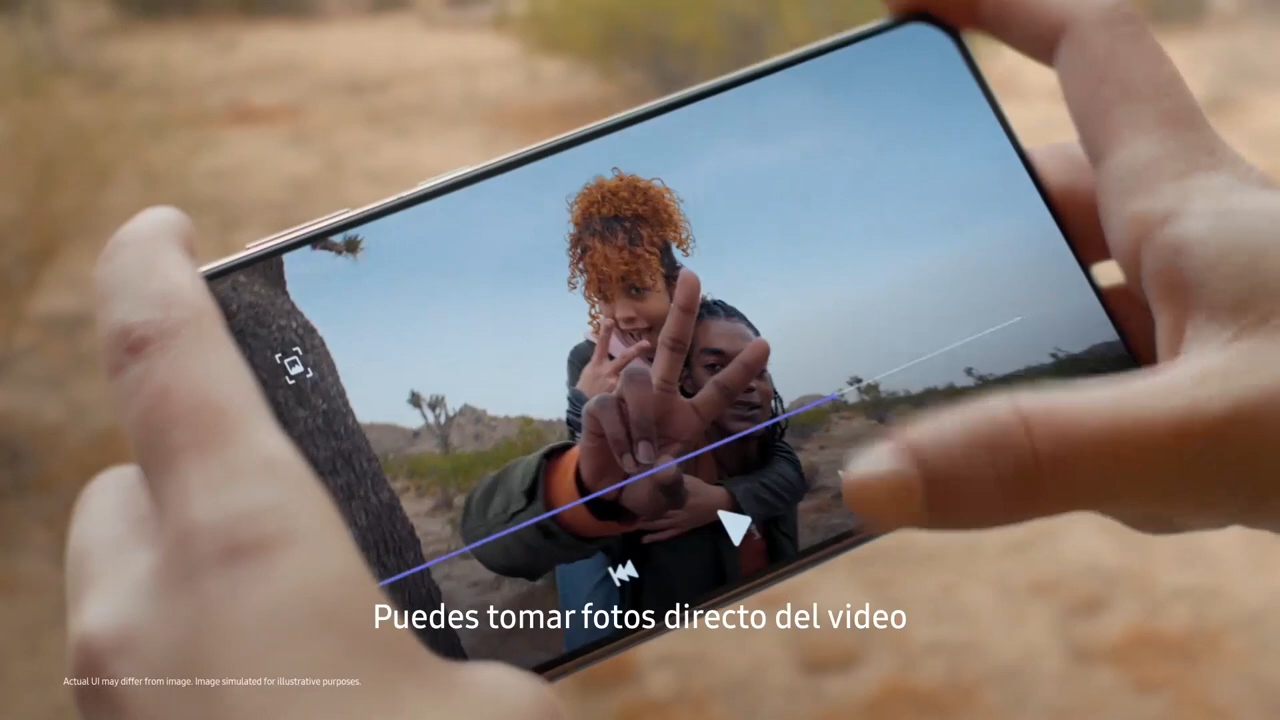 Puedes tomar fotos directo del video
Actual UI may differ from image. Image simulated for illustrative purposes.